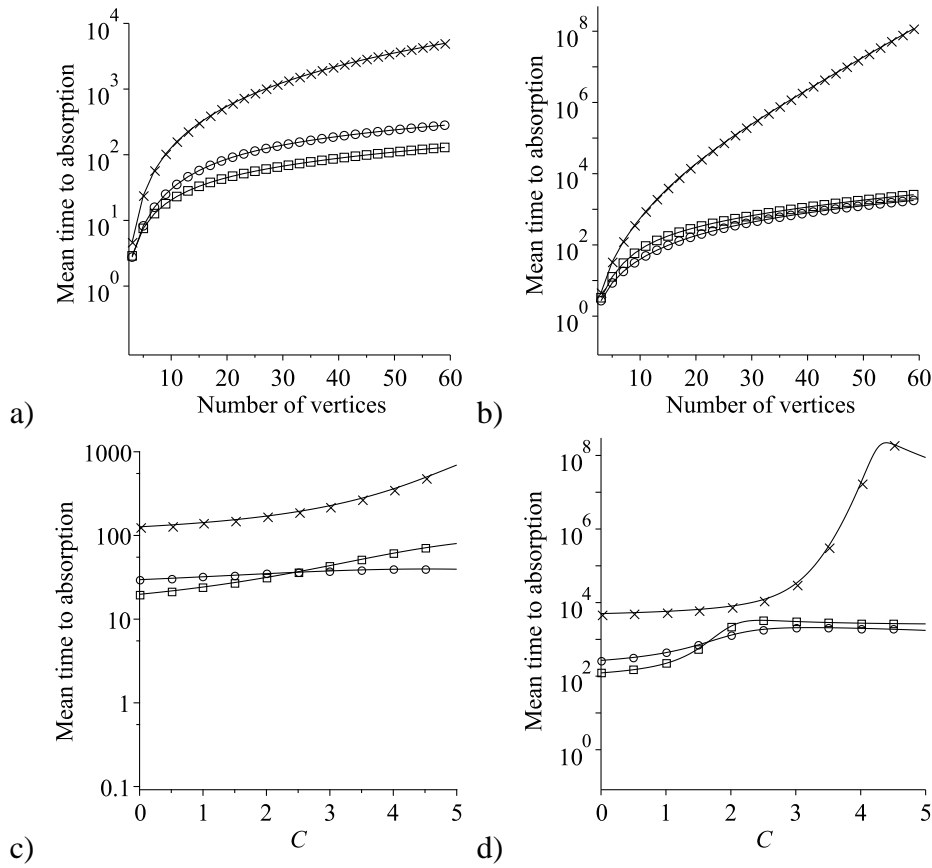 10^4
10^3
10^2
10^1
10^0
Mean time to absorption
10 20 30 40 50 60
Number of vertices
a)
10^8
10^6
10^4
10^2
10^0
Mean time to absorption
10 20 30 40 50 60
Number of vertices
b)
1000
100
10
1
0.1
Mean time to absorption
0 1 2 3 4 5
C
c)
10^8
10^6
10^4
10^2
10^0
Mean time to absorption
0 1 2 3 4 5
C
d)